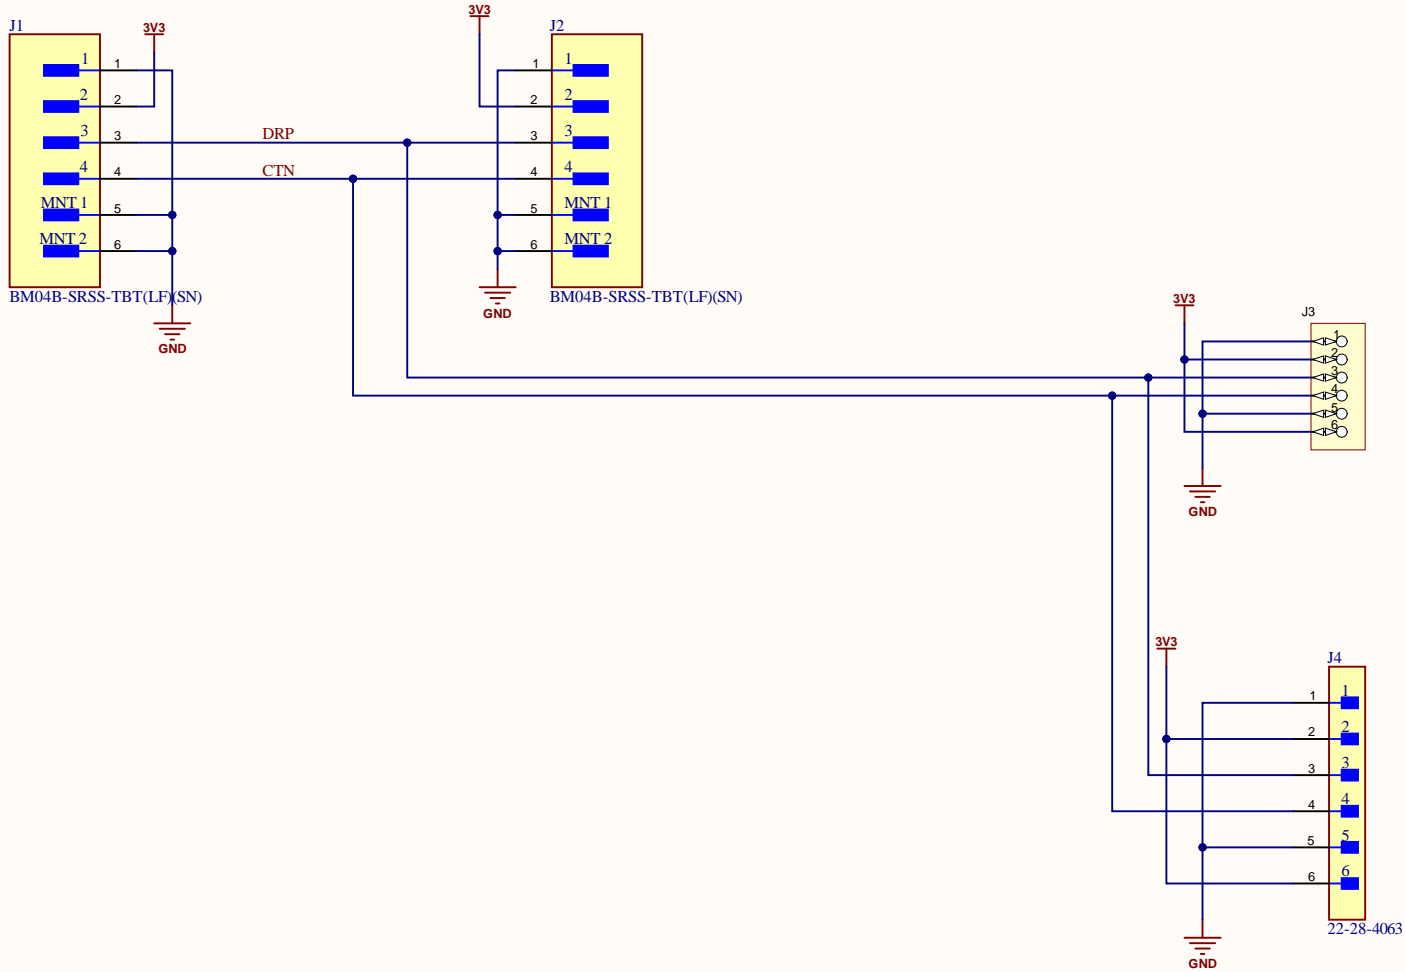 J1
3V3
1 1
2 2
3 3
4 4
MNT 1 5
MNT 2 6
BM04B-SRSS-TBT(LF)(SN)
GND
DRP
CTN
3V3
J2
1 1
2 2
3 3
4 4
5 MNT 1
6 MNT 2
BM04B-SRSS-TBT(LF)(SN)
GND
3V3
J3
1
2
3
4
5
6
GND
3V3
J4
1 1
2 2
3 3
4 4
5 5
6 6
22-28-4063
GND